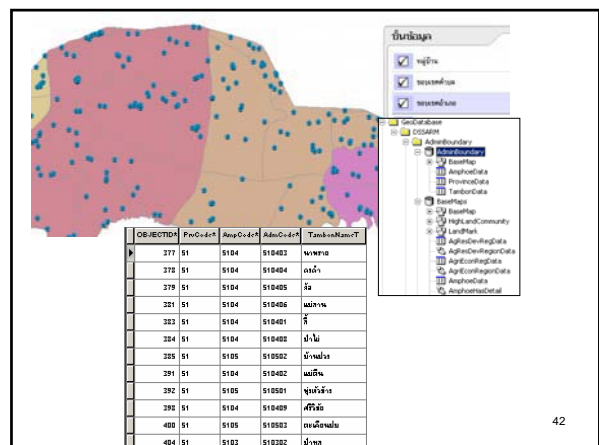 ชั้นข้อมูล
หมู่บ้าน
ขอบเขตตำบล
ขอบเขตอำเภอ
GeoDatabase
DSSARM
AdminBoundary
AdminBoundary
BaseMap
AmphoeData
ProvinceData
TambonData
BaseMaps
BaseMap
HighLandCommunity
LandMark
AgResDevRegData
AgResDevRegionData
AgrEconRegData
AgrEconRegionData
AmphoeData
AmphoeHasDetail
OBJECTID* PrvCode* AmpCode* AdmCode* TambonNameT
377 51 5104 510403 นาทราย
378 51 5104 510404 ดงดำ
379 51 5104 510405 ก้อ
381 51 5104 510406 แม่ลาน
383 51 5104 510401 ลี้
384 51 5104 510408 ป่าไผ่
385 51 5105 510502 บ้านปวง
391 51 5104 510402 แม่ตืน
392 51 5105 510501 ทุ่งหัวช้าง
398 51 5104 510409 ศรีวิชัย
400 51 5105 510503 ตะเคียนปม
404 51 5103 510302 ป่าพลู
42